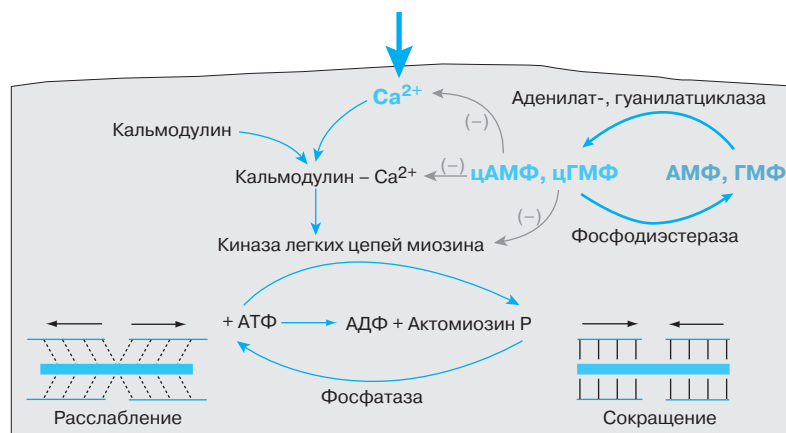 Ca²⁺
Аденилат-, гуанилатциклаза
(–)
Кальмодулин
(–)
Кальмодулин – Ca²⁺
цАМФ, цГМФ
АМФ, ГМФ
(–)
Киназа легких цепей миозина
Фосфодиэстераза
+ АТФ
АДФ + Актомиозин Р
Фосфатаза
Расслабление
Сокращение